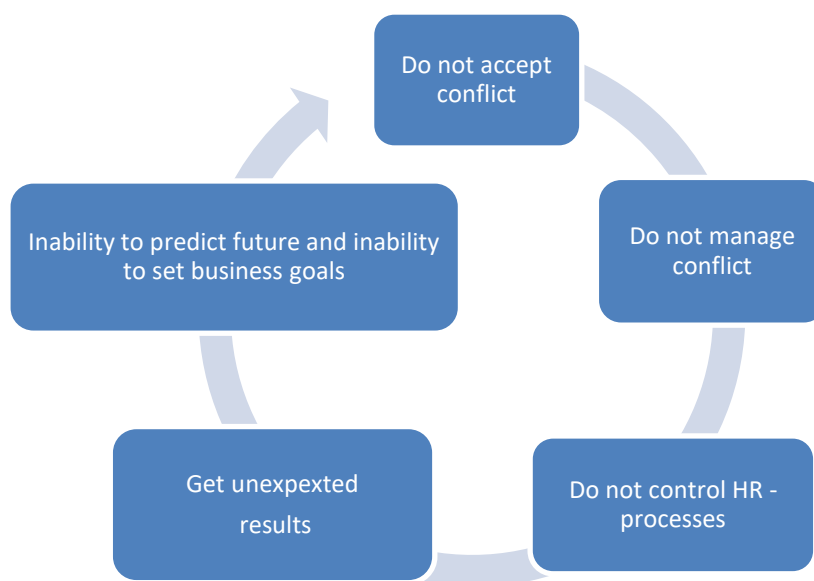 Do not accept
conflict
Do not manage
conflict
Do not control HR -
processes
Get unexpexted
results
Inability to predict future and inability
to set business goals